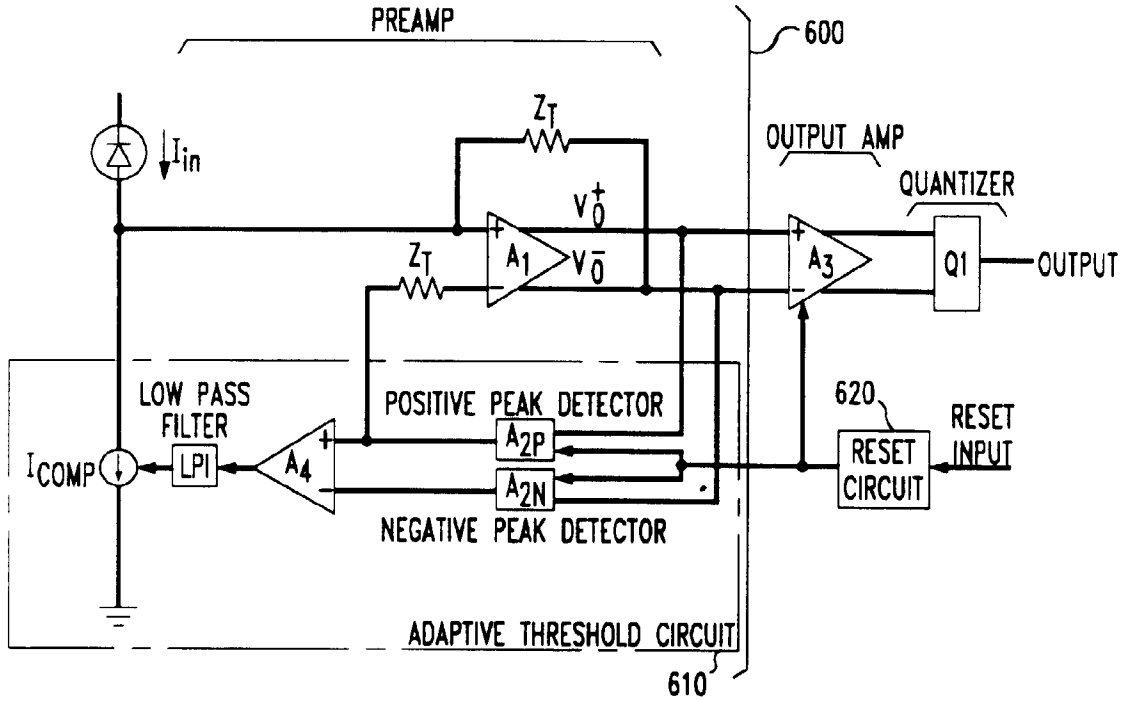 PREAMP
600
Z_T
I_in
OUTPUT AMP
QUANTIZER
V_0^+
+
A_1
V_0^-
−
Z_T
+
A_3
−
Q1
OUTPUT
LOW PASS
FILTER
POSITIVE PEAK DETECTOR
620
RESET
INPUT
I_COMP
LPI
A_4
+
−
A_2P
A_2N
RESET
CIRCUIT
NEGATIVE PEAK DETECTOR
ADAPTIVE THRESHOLD CIRCUIT
610